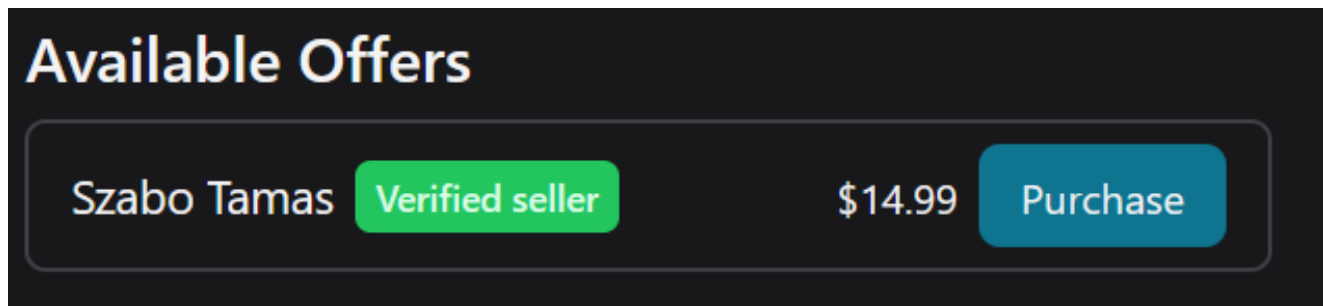 Available Offers
Szabo Tamas Verified seller $14.99 Purchase